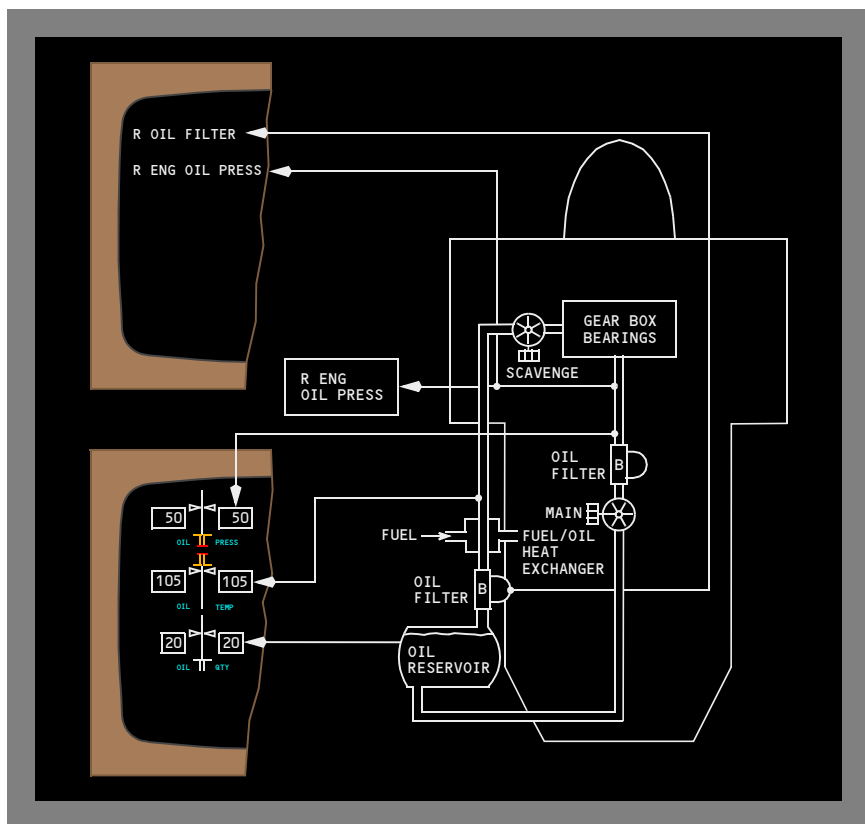 R OIL FILTER
R ENG OIL PRESS
GEAR BOX
BEARINGS
SCAVENGE
R ENG
OIL PRESS
OIL
FILTER
B
50
50
OIL PRESS
MAIN
FUEL
FUEL/OIL
HEAT
EXCHANGER
105
105
OIL TEMP
OIL
FILTER
B
20
20
OIL QTY
OIL
RESERVOIR